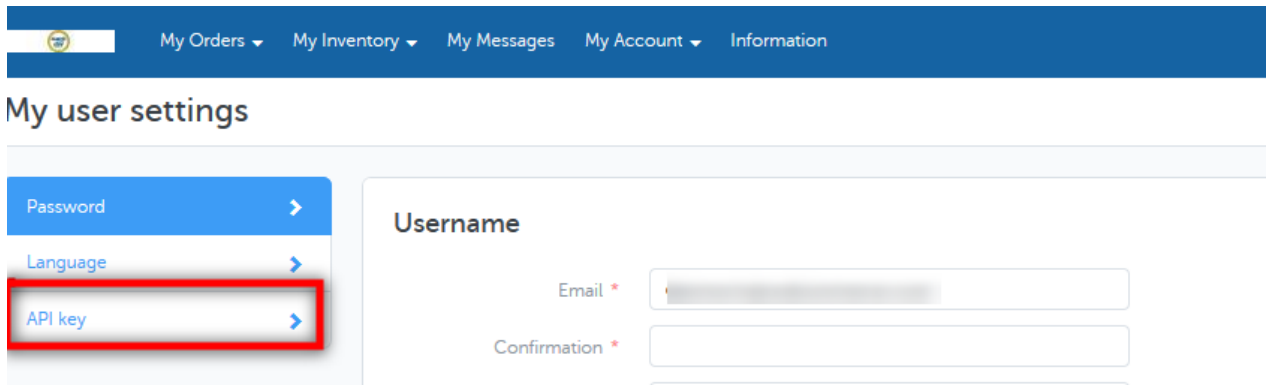 My Orders My Inventory My Messages My Account Information
My user settings
Password
Language
API key
Username
Email *
Confirmation *